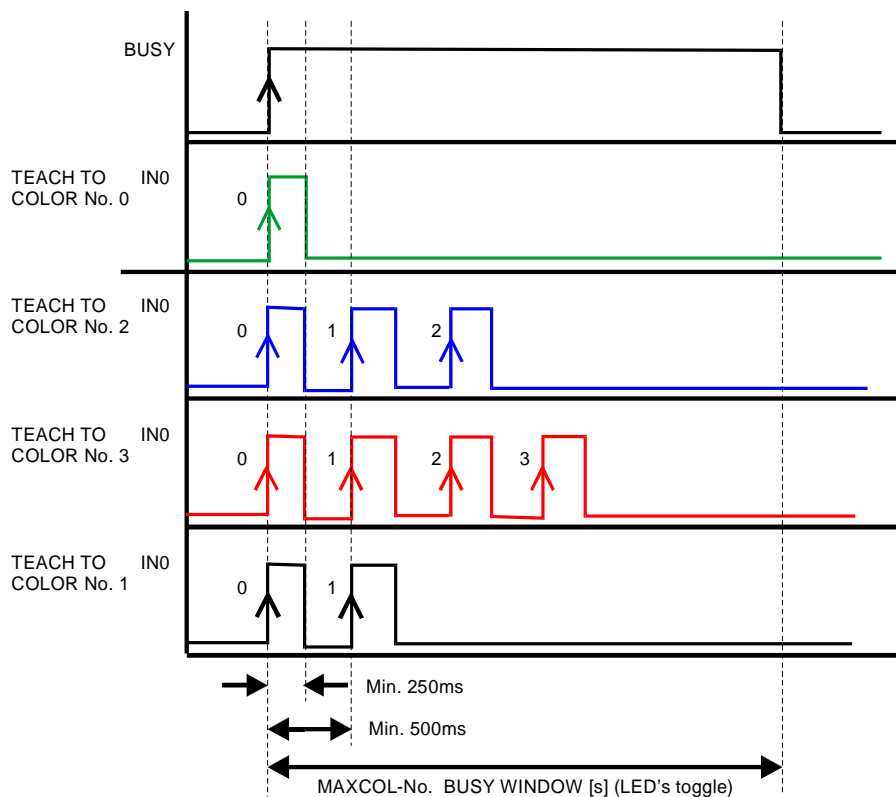 BUSY
TEACH TO IN0
COLOR No. 0 0
TEACH TO IN0
COLOR No. 2 0 1 2
TEACH TO IN0
COLOR No. 3 0 1 2 3
TEACH TO IN0
COLOR No. 1 0 1
Min. 250ms
Min. 500ms
MAXCOL-No. BUSY WINDOW [s] (LED's toggle)